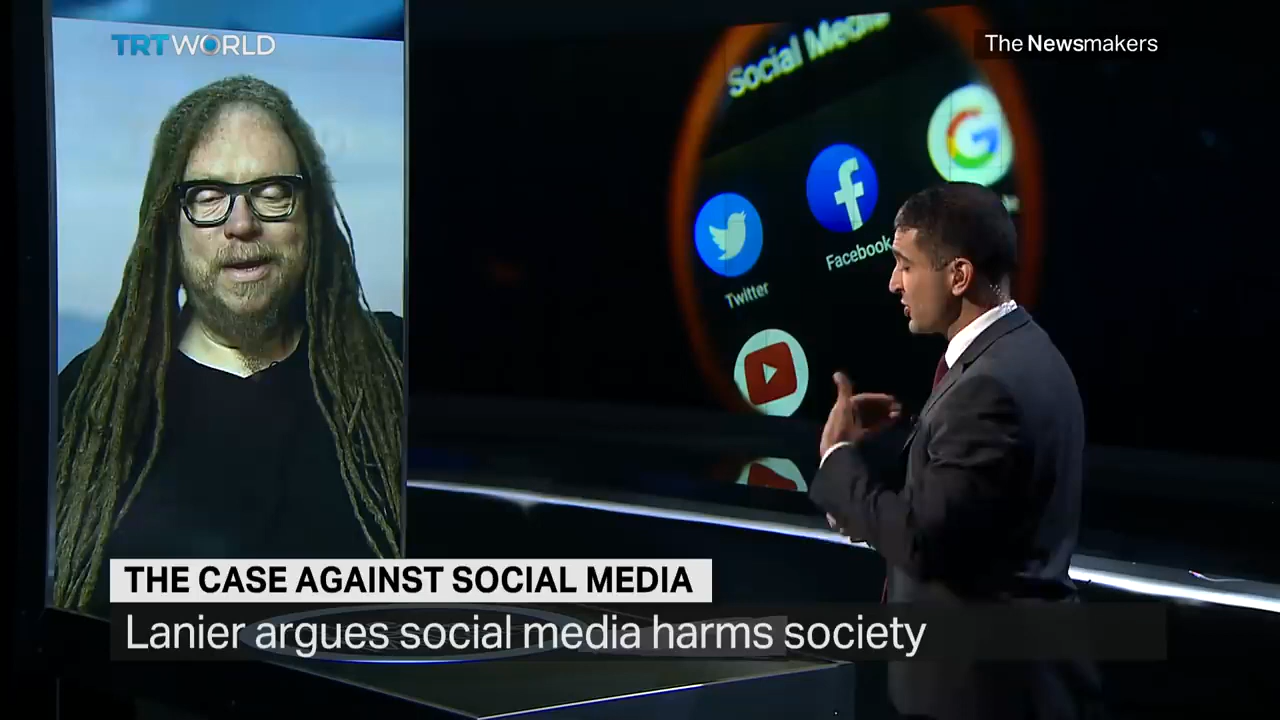 TRT WORLD
The Newsmakers
Social Media
Facebook
Twitter
THE CASE AGAINST SOCIAL MEDIA
Lanier argues social media harms society